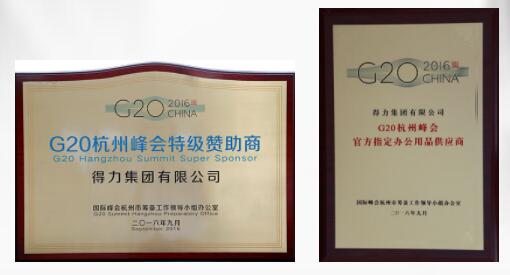 G20 2016
CHINA
G20杭州峰会特级赞助商
G20 Hangzhou Summit Super Sponsor
得力集团有限公司
国际峰会杭州市筹备工作领导小组办公室
G20 Summit Hangzhou Preparatory Office
二〇一六年九月
September 2016
G20 2016
CHINA
得力集团有限公司
G20杭州峰会
官方指定办公用品供应商
国际峰会杭州市筹备工作领导小组办公室
二〇一六年九月